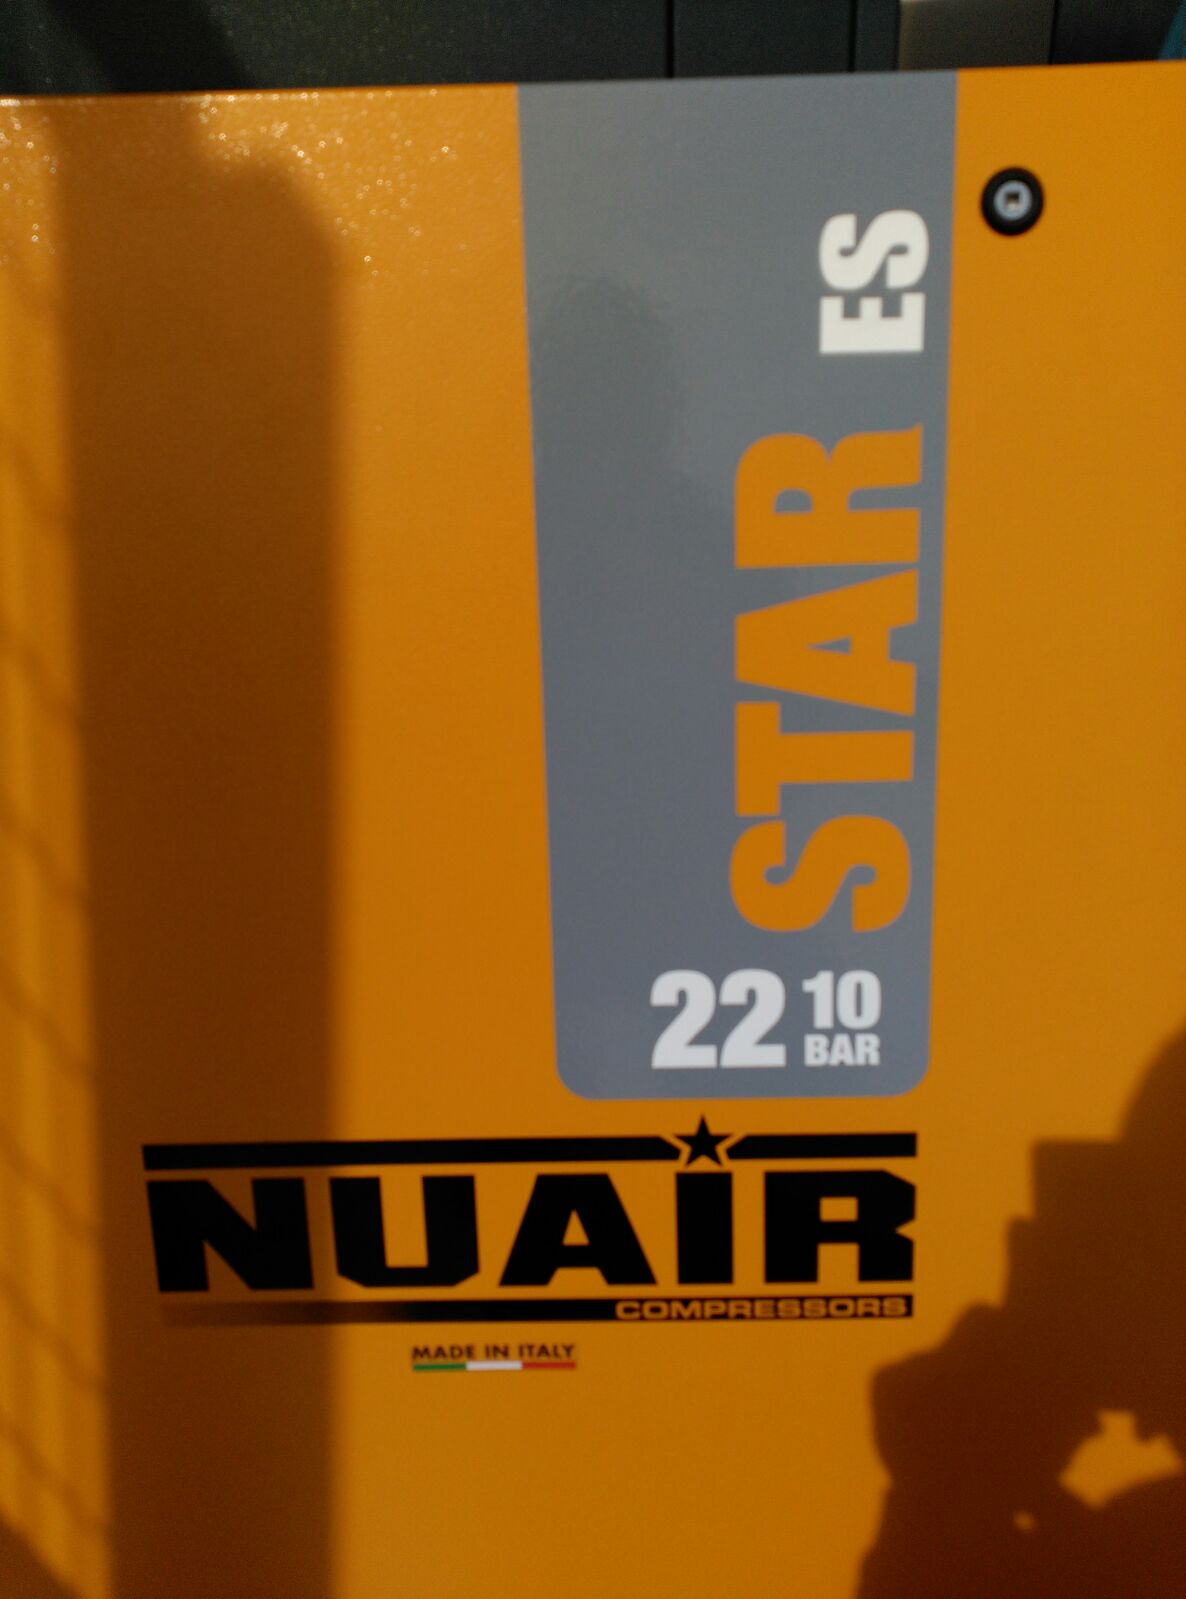 STAR ES
22 10
BAR
NUAIR
COMPRESSORS
MADE IN ITALY